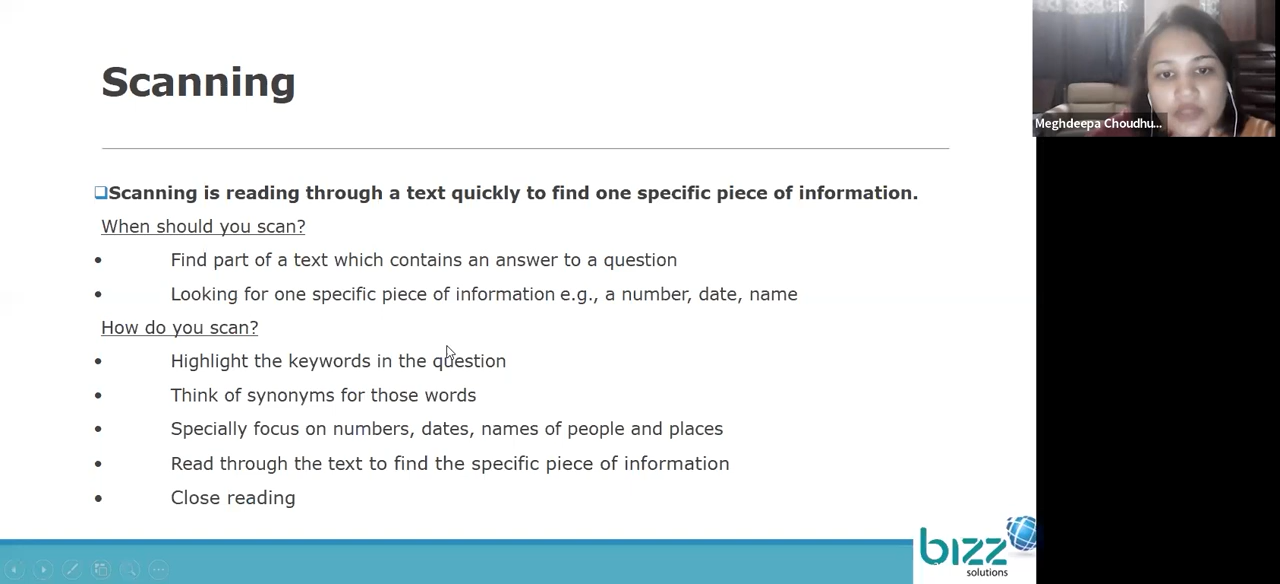 Scanning
Meghdeepa Choudhu...
❑Scanning is reading through a text quickly to find one specific piece of information.
When should you scan?
• Find part of a text which contains an answer to a question
• Looking for one specific piece of information e.g., a number, date, name
How do you scan?
• Highlight the keywords in the question
• Think of synonyms for those words
• Specially focus on numbers, dates, names of people and places
• Read through the text to find the specific piece of information
• Close reading
bizz
solutions